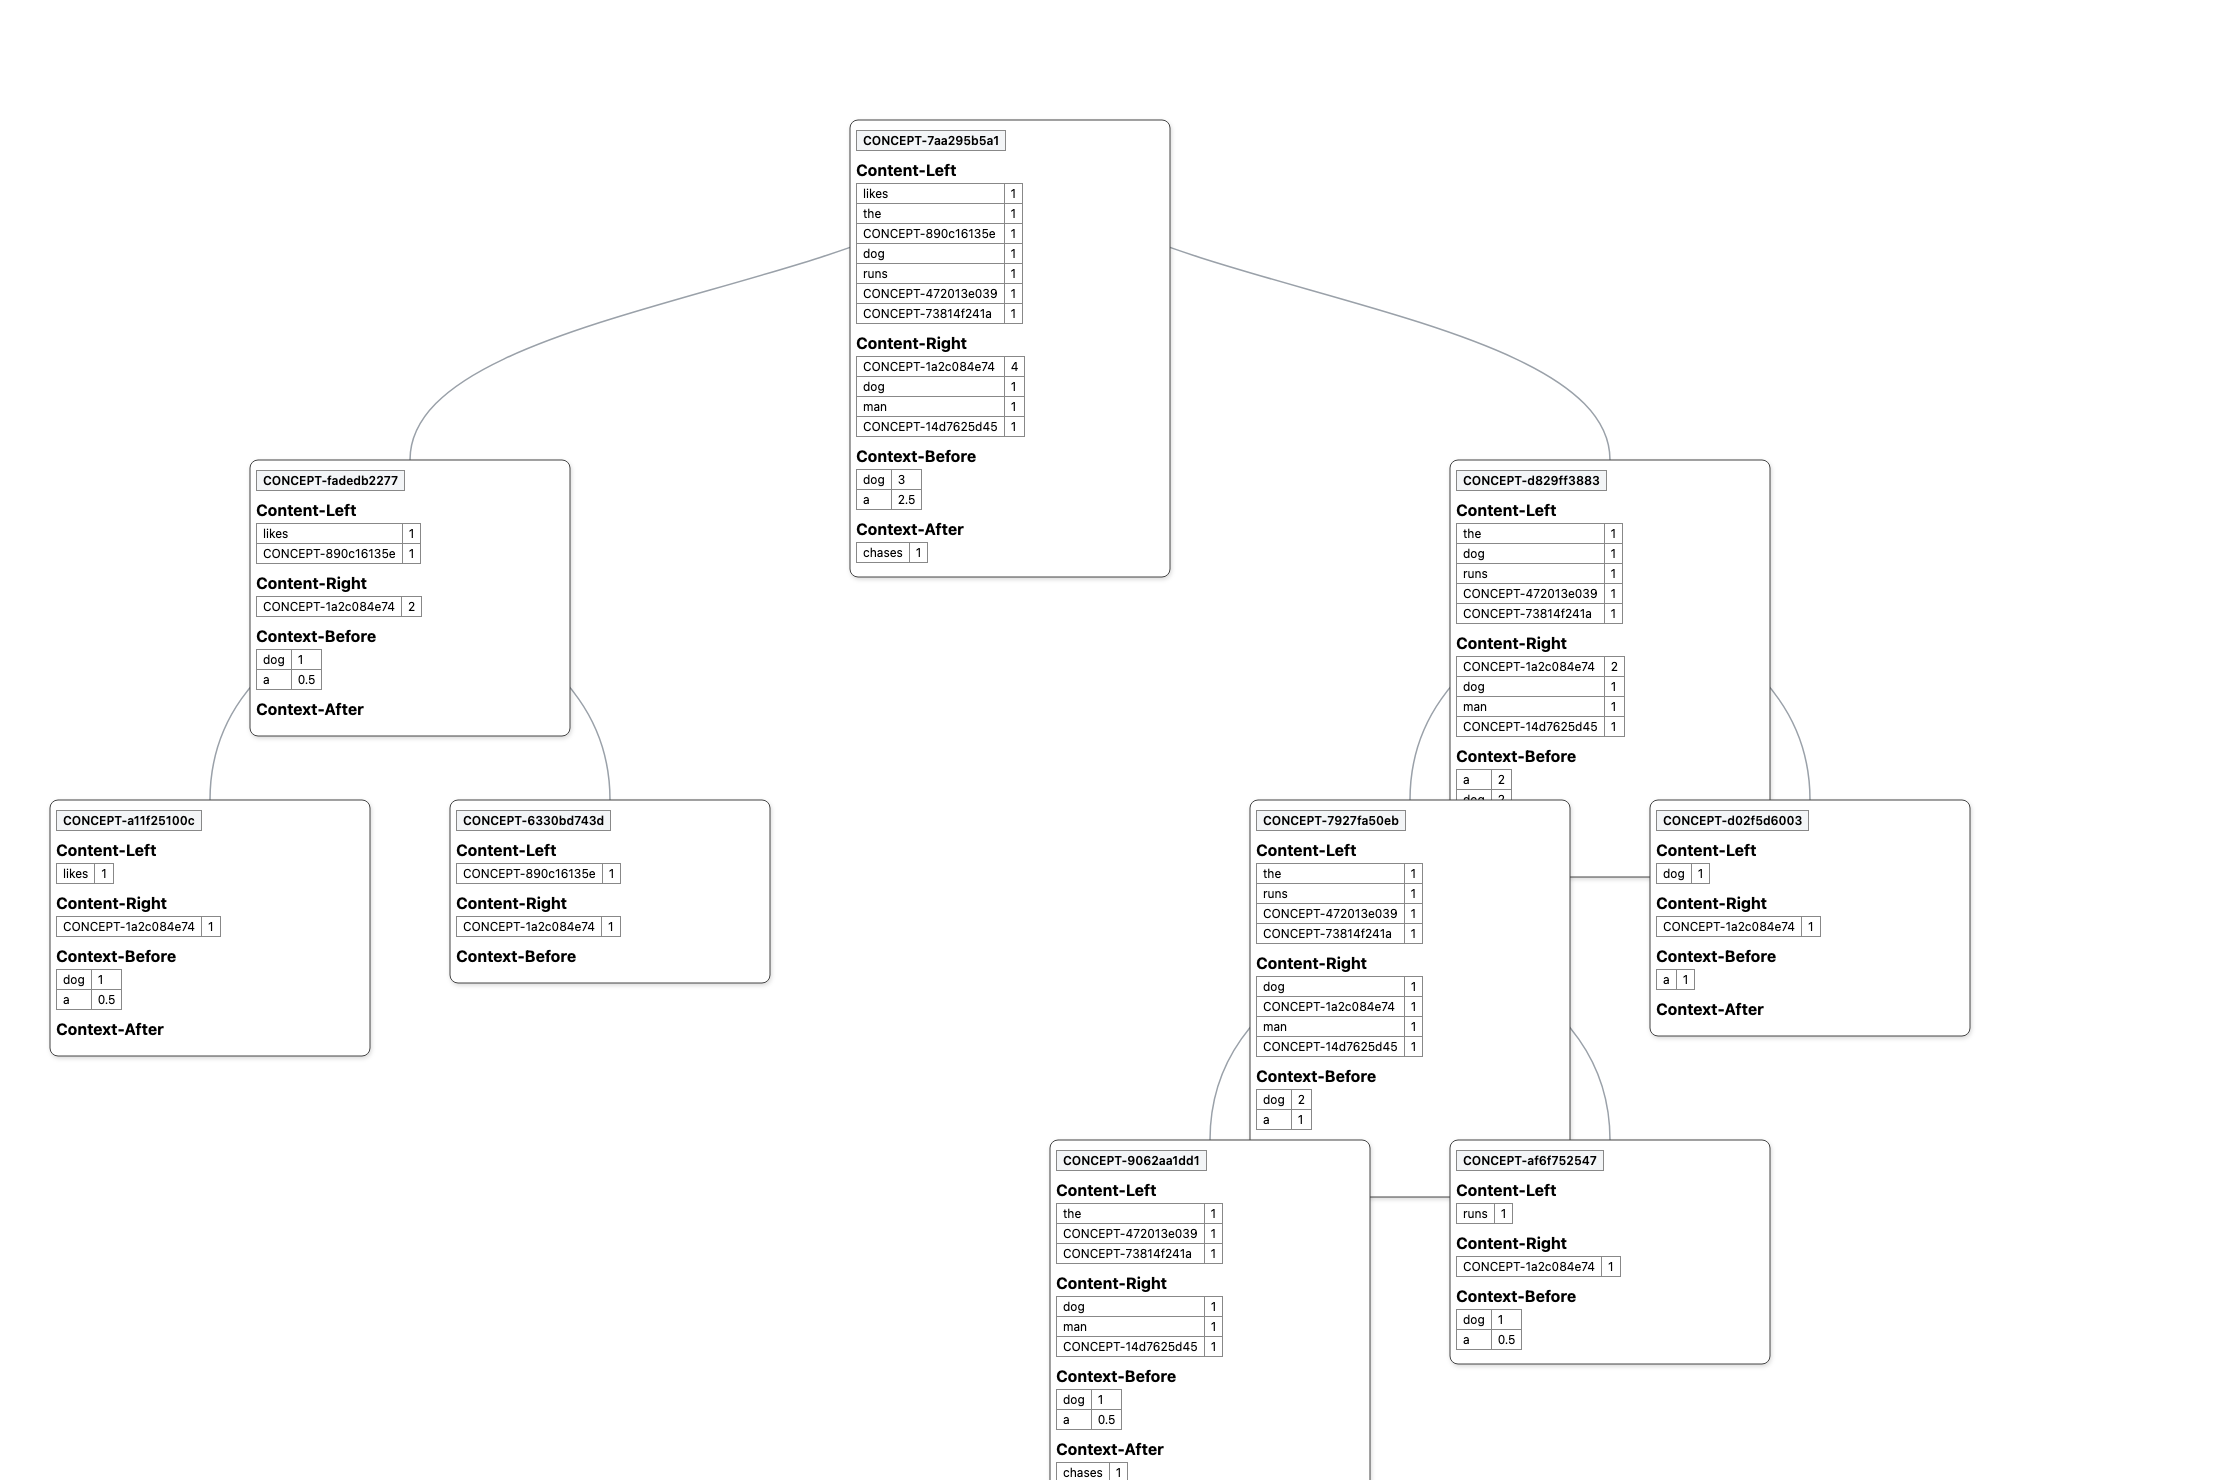 CONCEPT-7aa295b5a1
Content-Left
likes 1
the 1
CONCEPT-890c16135e 1
dog 1
runs 1
CONCEPT-472013e039 1
CONCEPT-73814f241a 1
Content-Right
CONCEPT-1a2c084e74 4
dog 1
man 1
CONCEPT-14d7625d45 1
Context-Before
dog 3
a 2.5
Context-After
chases 1
CONCEPT-fadedb2277
Content-Left
likes 1
CONCEPT-890c16135e 1
Content-Right
CONCEPT-1a2c084e74 2
Context-Before
dog 1
a 0.5
Context-After
CONCEPT-d829ff3883
Content-Left
the 1
dog 1
runs 1
CONCEPT-472013e039 1
CONCEPT-73814f241a 1
Content-Right
CONCEPT-1a2c084e74 2
dog 1
man 1
CONCEPT-14d7625d45 1
Context-Before
a 2
dog 2
CONCEPT-a11f25100c
Content-Left
likes 1
Content-Right
CONCEPT-1a2c084e74 1
Context-Before
dog 1
a 0.5
Context-After
CONCEPT-6330bd743d
Content-Left
CONCEPT-890c16135e 1
Content-Right
CONCEPT-1a2c084e74 1
Context-Before
CONCEPT-7927fa50eb
Content-Left
the 1
runs 1
CONCEPT-472013e039 1
CONCEPT-73814f241a 1
Content-Right
dog 1
CONCEPT-1a2c084e74 1
man 1
CONCEPT-14d7625d45 1
Context-Before
dog 2
a 1
CONCEPT-d02f5d6003
Content-Left
dog 1
Content-Right
CONCEPT-1a2c084e74 1
Context-Before
a 1
Context-After
CONCEPT-9062aa1dd1
Content-Left
the 1
CONCEPT-472013e039 1
CONCEPT-73814f241a 1
Content-Right
dog 1
man 1
CONCEPT-14d7625d45 1
Context-Before
dog 1
a 0.5
Context-After
chases 1
CONCEPT-af6f752547
Content-Left
runs 1
Content-Right
CONCEPT-1a2c084e74 1
Context-Before
dog 1
a 0.5